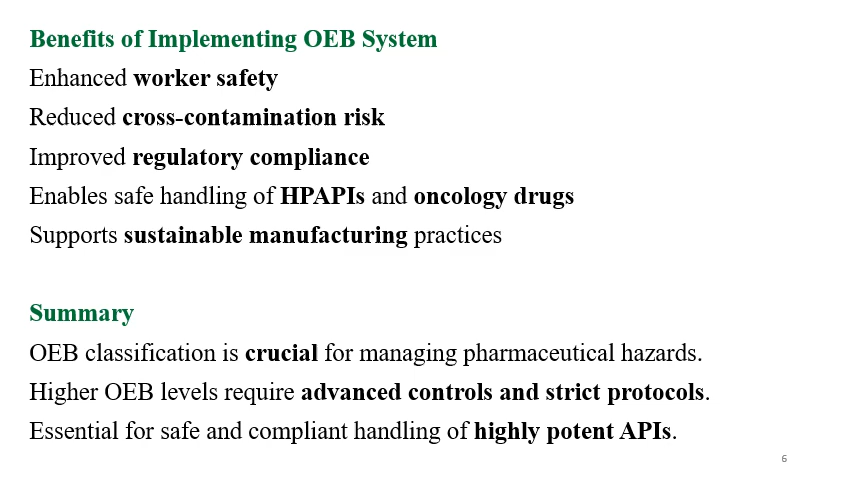 Benefits of Implementing OEB System
Enhanced worker safety
Reduced cross-contamination risk
Improved regulatory compliance
Enables safe handling of HPAPIs and oncology drugs
Supports sustainable manufacturing practices
Summary
OEB classification is crucial for managing pharmaceutical hazards.
Higher OEB levels require advanced controls and strict protocols.
Essential for safe and compliant handling of highly potent APIs.
6